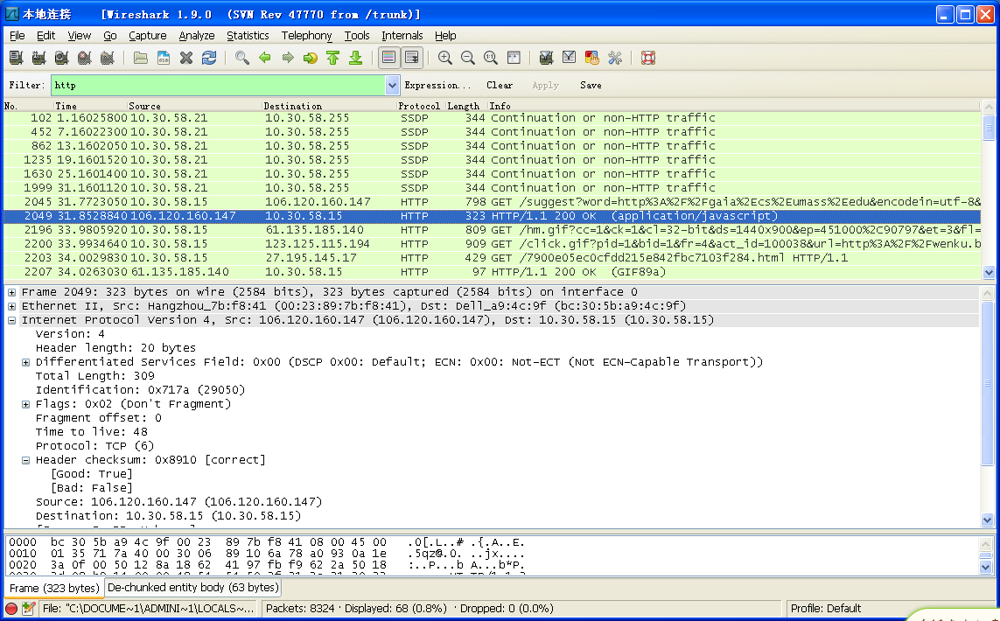 本地连接 [Wireshark 1.9.0 (SVN Rev 47770 from /trunk)]
File Edit View Go Capture Analyze Statistics Telephony Tools Internals Help
Filter: http Expression... Clear Apply Save
No. Time Source Destination Protocol Length Info
102 1.16025800 10.30.58.21 10.30.58.255 SSDP 344 Continuation or non-HTTP traffic
452 7.16022300 10.30.58.21 10.30.58.255 SSDP 344 Continuation or non-HTTP traffic
862 13.1602050 10.30.58.21 10.30.58.255 SSDP 344 Continuation or non-HTTP traffic
1235 19.1601520 10.30.58.21 10.30.58.255 SSDP 344 Continuation or non-HTTP traffic
1630 25.1601400 10.30.58.21 10.30.58.255 SSDP 344 Continuation or non-HTTP traffic
1999 31.1601120 10.30.58.21 10.30.58.255 SSDP 344 Continuation or non-HTTP traffic
2045 31.7723050 10.30.58.15 106.120.160.147 HTTP 798 GET /suggest?word=http%3A%2F%2Fgaia%2Ecs%2Eumass%2Eedu&encodein=utf-8&
2049 31.8528840 106.120.160.147 10.30.58.15 HTTP 323 HTTP/1.1 200 OK (application/javascript)
2196 33.9805920 10.30.58.15 61.135.185.140 HTTP 809 GET /hm.gif?cc=1&ck=1&cl=32-bit&ds=1440x900&ep=451000%2C90797&et=3&fl=
2200 33.9934640 10.30.58.15 123.125.115.194 HTTP 909 GET /click.gif?pid=1&bid=1&fr=4&act_id=100038&url=http%3A%2F%2Fwenku.b
2203 34.0029830 10.30.58.15 27.195.145.17 HTTP 429 GET /7900e05ec0cfdd215e842fbc7103f284.html HTTP/1.1
2207 34.0263030 61.135.185.140 10.30.58.15 HTTP 97 HTTP/1.1 200 OK (GIF89a)
Frame 2049: 323 bytes on wire (2584 bits), 323 bytes captured (2584 bits) on interface 0
Ethernet II, Src: Hangzhou_7b:f8:41 (00:23:89:7b:f8:41), Dst: Dell_a9:4c:9f (bc:30:5b:a9:4c:9f)
Internet Protocol Version 4, Src: 106.120.160.147 (106.120.160.147), Dst: 10.30.58.15 (10.30.58.15)
Version: 4
Header length: 20 bytes
Differentiated Services Field: 0x00 (DSCP 0x00: Default; ECN: 0x00: Not-ECT (Not ECN-Capable Transport))
Total Length: 309
Identification: 0x717a (29050)
Flags: 0x02 (Don't Fragment)
Fragment offset: 0
Time to live: 48
Protocol: TCP (6)
Header checksum: 0x8910 [correct]
[Good: True]
[Bad: False]
Source: 106.120.160.147 (106.120.160.147)
Destination: 10.30.58.15 (10.30.58.15)
0000 bc 30 5b a9 4c 9f 00 23 89 7b f8 41 08 00 45 00 .0[.L..# .{.A..E.
0010 01 35 71 7a 40 00 30 06 89 10 6a 78 a0 93 0a 1e .5qz@.0. ..jx....
0020 3a 0f 00 50 12 8a 18 62 41 97 fb f9 62 2a 50 18 :..P...b A...b*P.
Frame (323 bytes) De-chunked entity body (63 bytes)
File: "C:\DOCUME~1\ADMINI~1\LOCALS~... Packets: 8324 · Displayed: 68 (0.8%) · Dropped: 0 (0.0%) Profile: Default